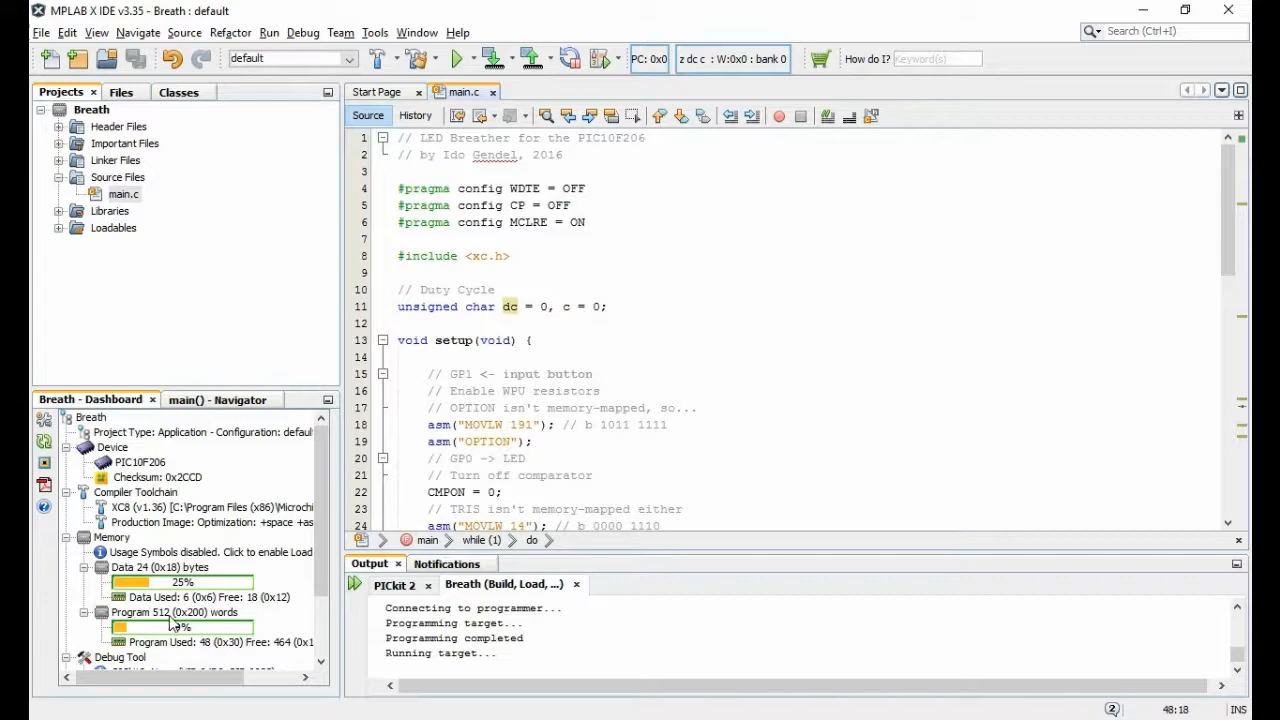 MPLAB X IDE v3.35 - Breath : default
File Edit View Navigate Source Refactor Run Debug Team Tools Window Help
Search (Ctrl+I)
default
PC: 0x0
z dc c : W:0x0 : bank 0
How do I?
Keyword(s)
Projects
Files
Classes
Breath
Header Files
Important Files
Linker Files
Source Files
main.c
Libraries
Loadables
Start Page
main.c
Source
History
1 // LED Breather for the PIC10F206
2 // by Ido Gendel, 2016
3
4 #pragma config WDTE = OFF
5 #pragma config CP = OFF
6 #pragma config MCLRE = ON
7
8 #include <xc.h>
9
10 // Duty Cycle
11 unsigned char dc = 0, c = 0;
12
13 void setup(void) {
14
15 // GP1 <- input button
16 // Enable WPU resistors
17 // OPTION isn't memory-mapped, so...
18 asm("MOVLW 191"); // b 1011 1111
19 asm("OPTION");
20 // GP0 -> LED
21 // Turn off comparator
22 CMPON = 0;
23 // TRIS isn't memory-mapped either
24 asm("MOVLW 14"); // b 0000 1110
main
while (1)
do
Breath - Dashboard
main() - Navigator
Breath
Project Type: Application - Configuration: defaul
Device
PIC10F206
Checksum: 0x2CCD
Compiler Toolchain
XC8 (v1.36) [C:\Program Files (x86)\Microchi
Production Image: Optimization: +space +as
Memory
Usage Symbols disabled. Click to enable Load
Data 24 (0x18) bytes
25%
Data Used: 6 (0x6) Free: 18 (0x12)
Program 512 (0x200) words
Program Used: 48 (0x30) Free: 464 (0x1
Debug Tool
Output
Notifications
PICkit 2
Breath (Build, Load, ...)
Connecting to programmer...
Programming target...
Programming completed
Running target...
2
48:18
INS